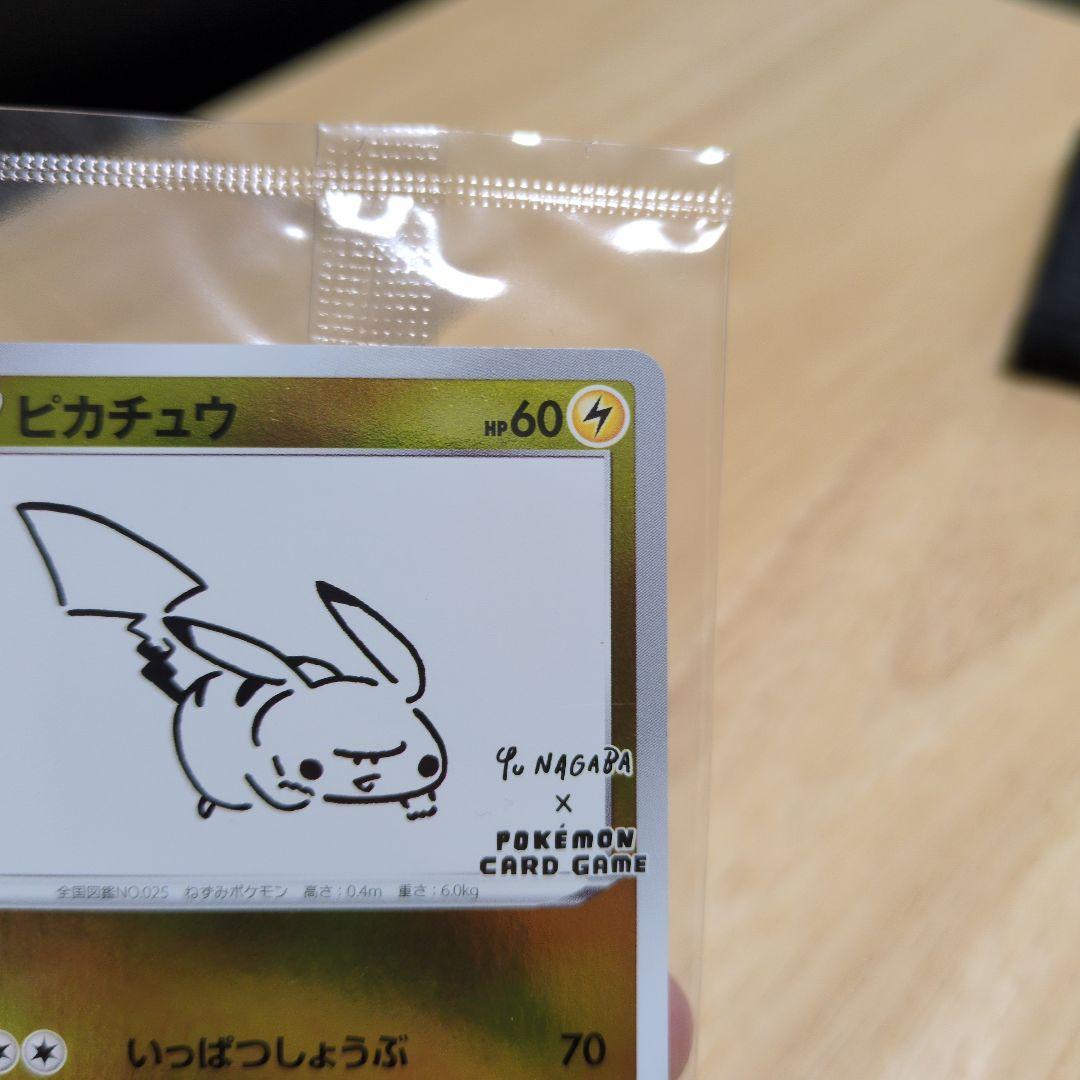 ピカチュウ HP60
Yu NAGABA
×
POKÉMON
CARD GAME
全国図鑑NO.025 ねずみポケモン 高さ：0.4m 重さ：6.0kg
いっぱつしょうぶ 70